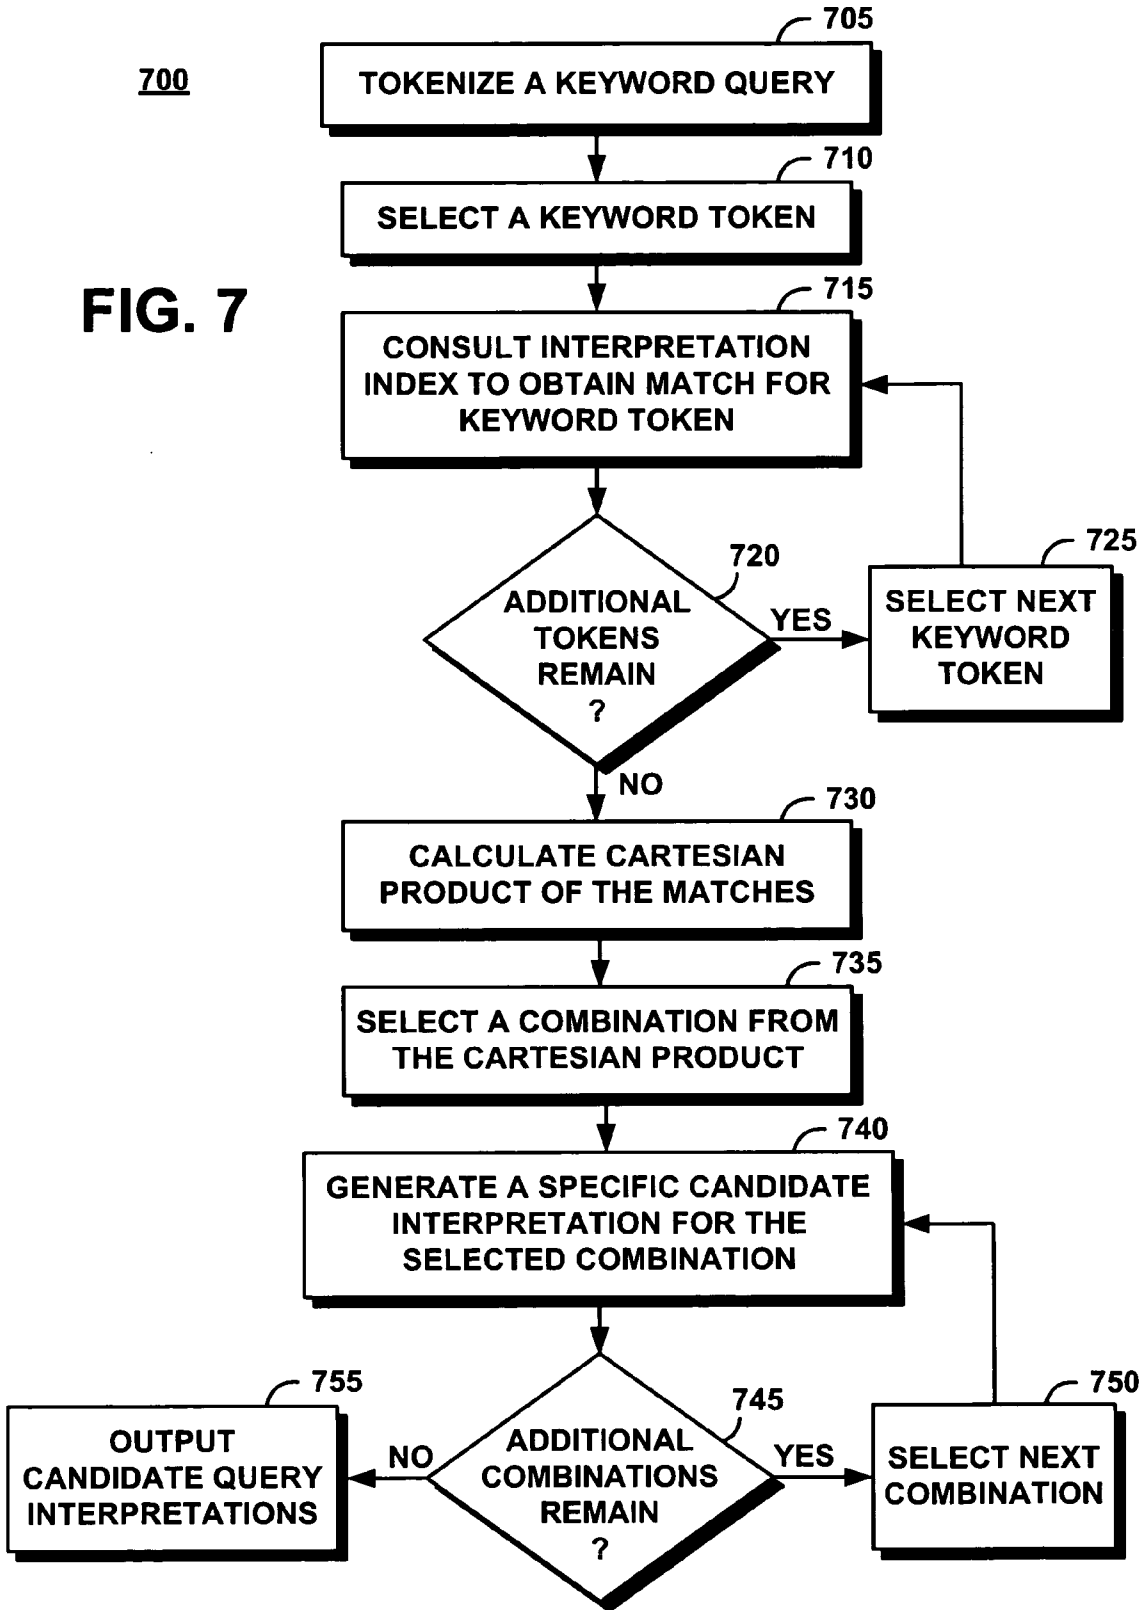 705
700
TOKENIZE A KEYWORD QUERY
710
SELECT A KEYWORD TOKEN
FIG. 7
715
CONSULT INTERPRETATION
INDEX TO OBTAIN MATCH FOR
KEYWORD TOKEN
720
ADDITIONAL
TOKENS
REMAIN
?
YES
725
SELECT NEXT
KEYWORD
TOKEN
NO
730
CALCULATE CARTESIAN
PRODUCT OF THE MATCHES
735
SELECT A COMBINATION FROM
THE CARTESIAN PRODUCT
740
GENERATE A SPECIFIC CANDIDATE
INTERPRETATION FOR THE
SELECTED COMBINATION
745
ADDITIONAL
COMBINATIONS
REMAIN
?
YES
750
SELECT NEXT
COMBINATION
NO
755
OUTPUT
CANDIDATE QUERY
INTERPRETATIONS